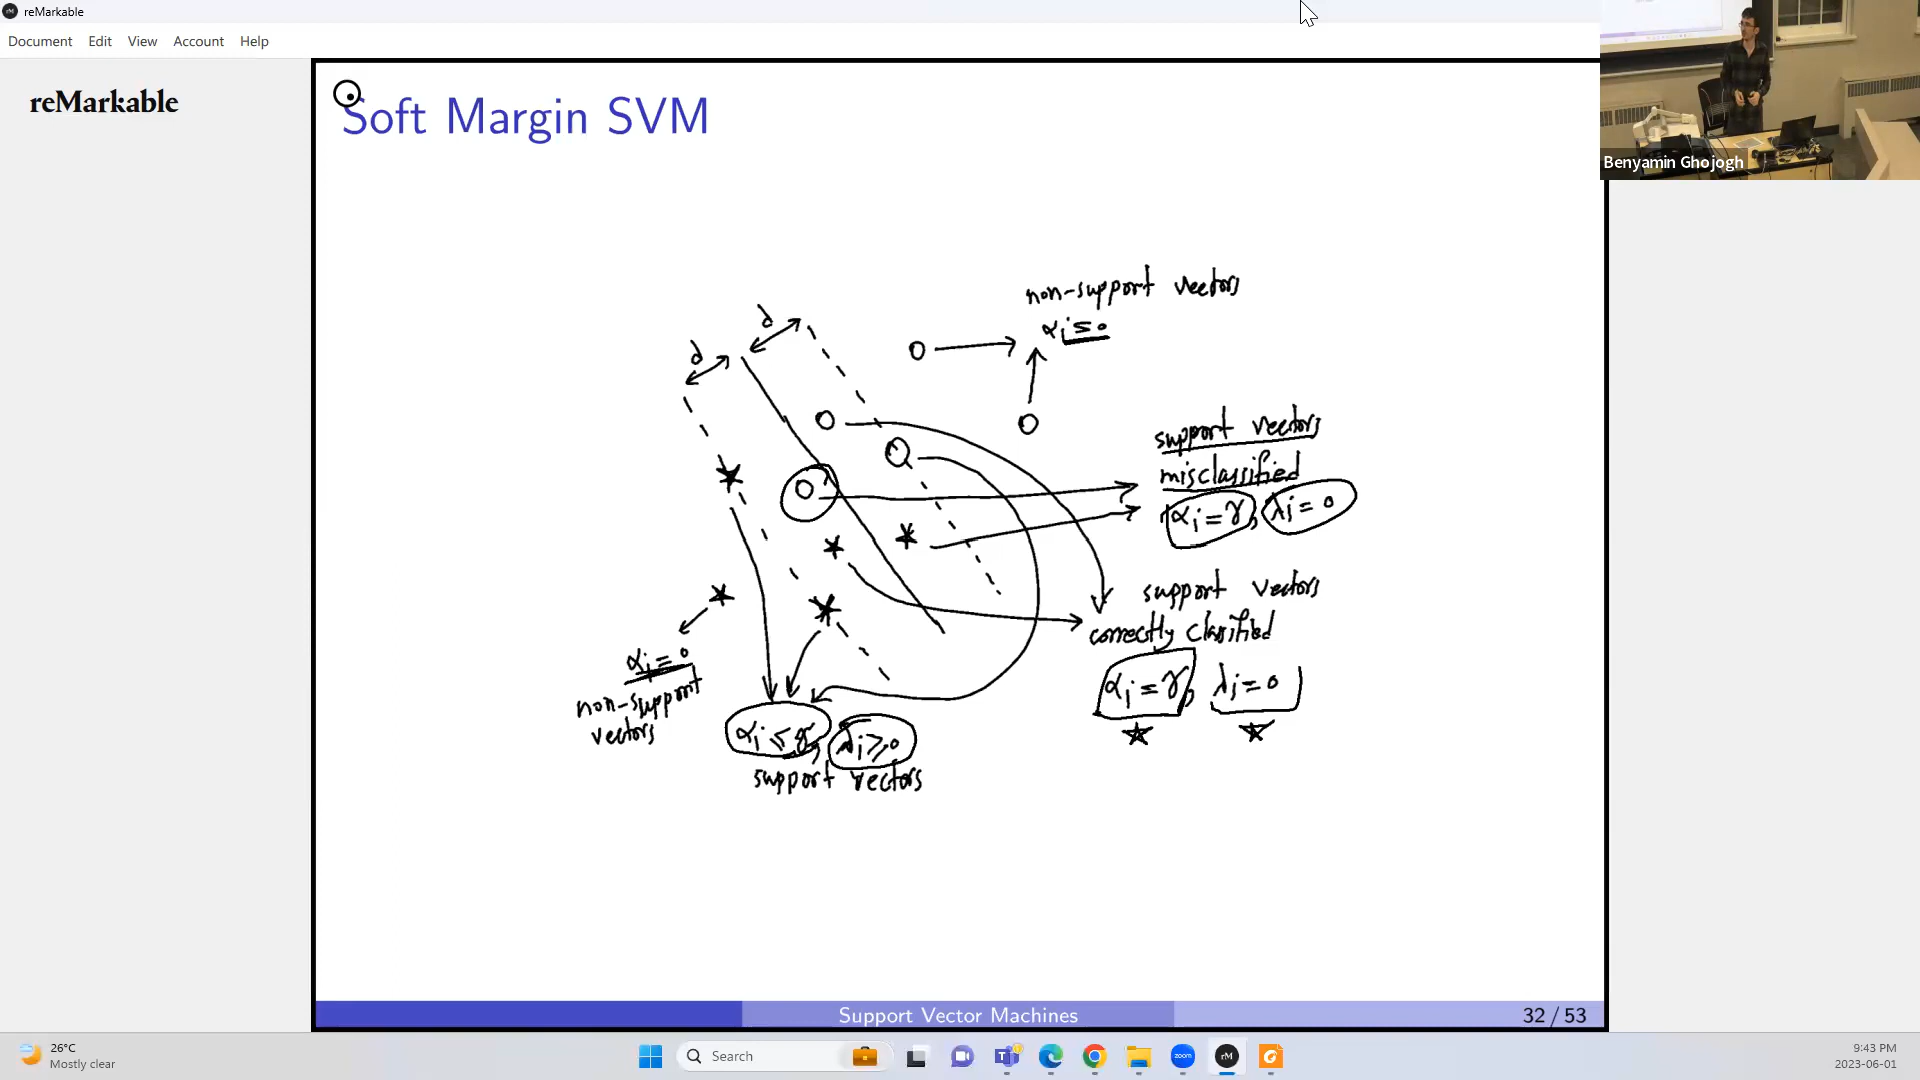 reMarkable
Document Edit View Account Help
reMarkable
Soft Margin SVM
Benyamin Ghojogh
non-support vectors
αi = 0
d
d
support vectors
misclassified
αi = γ, λi = 0
support vectors
correctly classified
αi = γ, λi = 0
αi = 0
non-support
vectors
αi ≤ γ, λi ≥ 0
support vectors
Support Vector Machines
32 / 53
26°C
Mostly clear
Search
zoom
rM
9:43 PM
2023-06-01